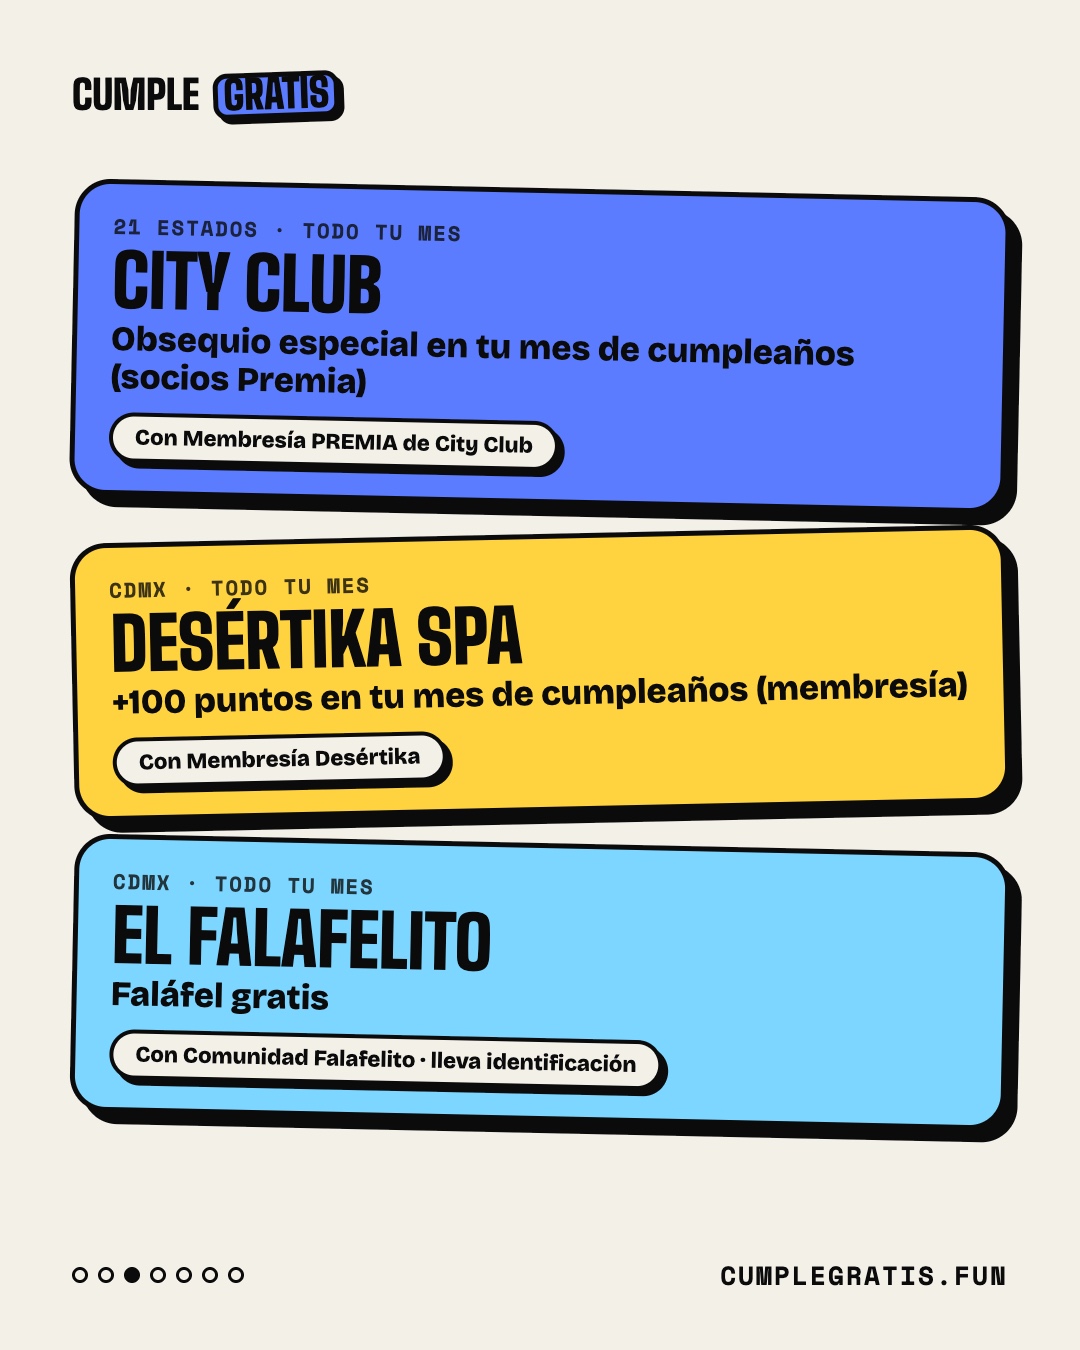 CUMPLE GRATIS
21 ESTADOS · TODO TU MES
CITY CLUB
Obsequio especial en tu mes de cumpleaños
(socios Premia)
Con Membresía PREMIA de City Club
CDMX · TODO TU MES
DESÉRTIKA SPA
+100 puntos en tu mes de cumpleaños (membresía)
Con Membresía Desértika
CDMX · TODO TU MES
EL FALAFELITO
Faláfel gratis
Con Comunidad Falafelito · lleva identificación
CUMPLEGRATIS.FUN